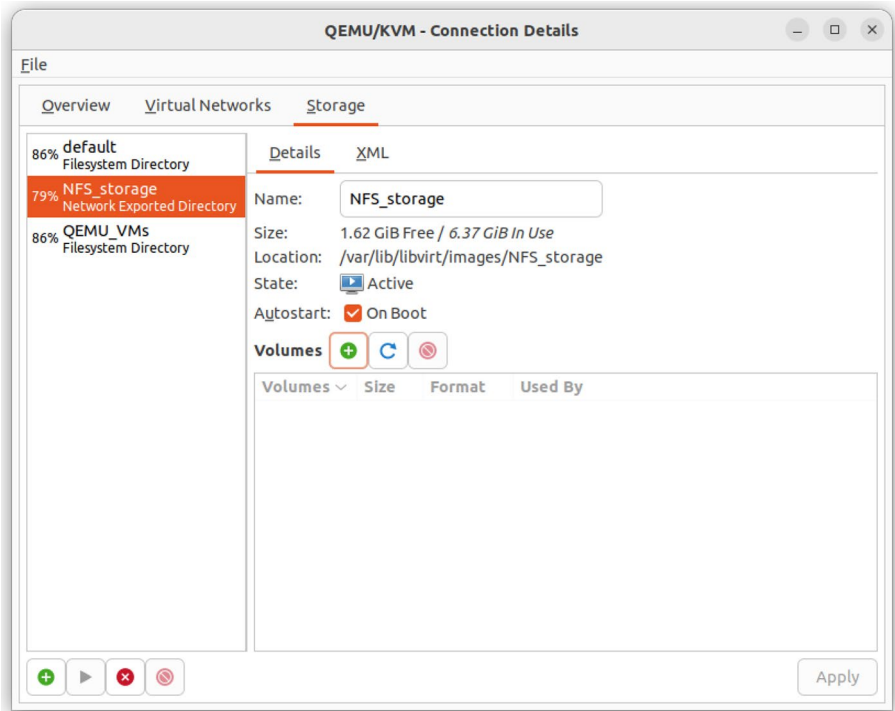 QEMU/KVM - Connection Details
File
Overview Virtual Networks Storage
86% default
Filesystem Directory
79% NFS_storage
Network Exported Directory
86% QEMU_VMs
Filesystem Directory
Details XML
Name: NFS_storage
Size: 1.62 GiB Free / 6.37 GiB In Use
Location: /var/lib/libvirt/images/NFS_storage
State: Active
Autostart: On Boot
Volumes
Volumes Size Format Used By
Apply